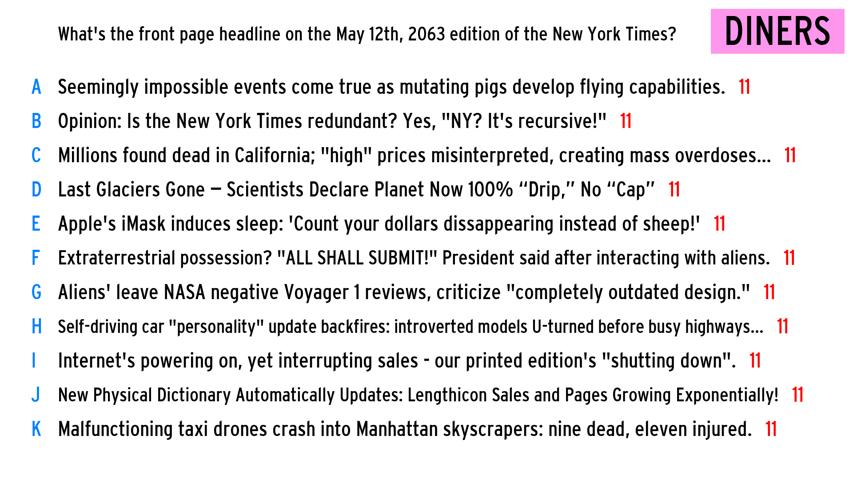 What's the front page headline on the May 12th, 2063 edition of the New York Times?
DINERS
A Seemingly impossible events come true as mutating pigs develop flying capabilities. 11
B Opinion: Is the New York Times redundant? Yes, "NY? It's recursive!" 11
C Millions found dead in California; "high" prices misinterpreted, creating mass overdoses... 11
D Last Glaciers Gone – Scientists Declare Planet Now 100% “Drip,” No “Cap” 11
E Apple's iMask induces sleep: 'Count your dollars dissappearing instead of sheep!' 11
F Extraterrestrial possession? "ALL SHALL SUBMIT!" President said after interacting with aliens. 11
G Aliens' leave NASA negative Voyager 1 reviews, criticize "completely outdated design." 11
H Self-driving car "personality" update backfires: introverted models U-turned before busy highways... 11
I Internet's powering on, yet interrupting sales - our printed edition's "shutting down". 11
J New Physical Dictionary Automatically Updates: Lengthicon Sales and Pages Growing Exponentially! 11
K Malfunctioning taxi drones crash into Manhattan skyscrapers: nine dead, eleven injured. 11